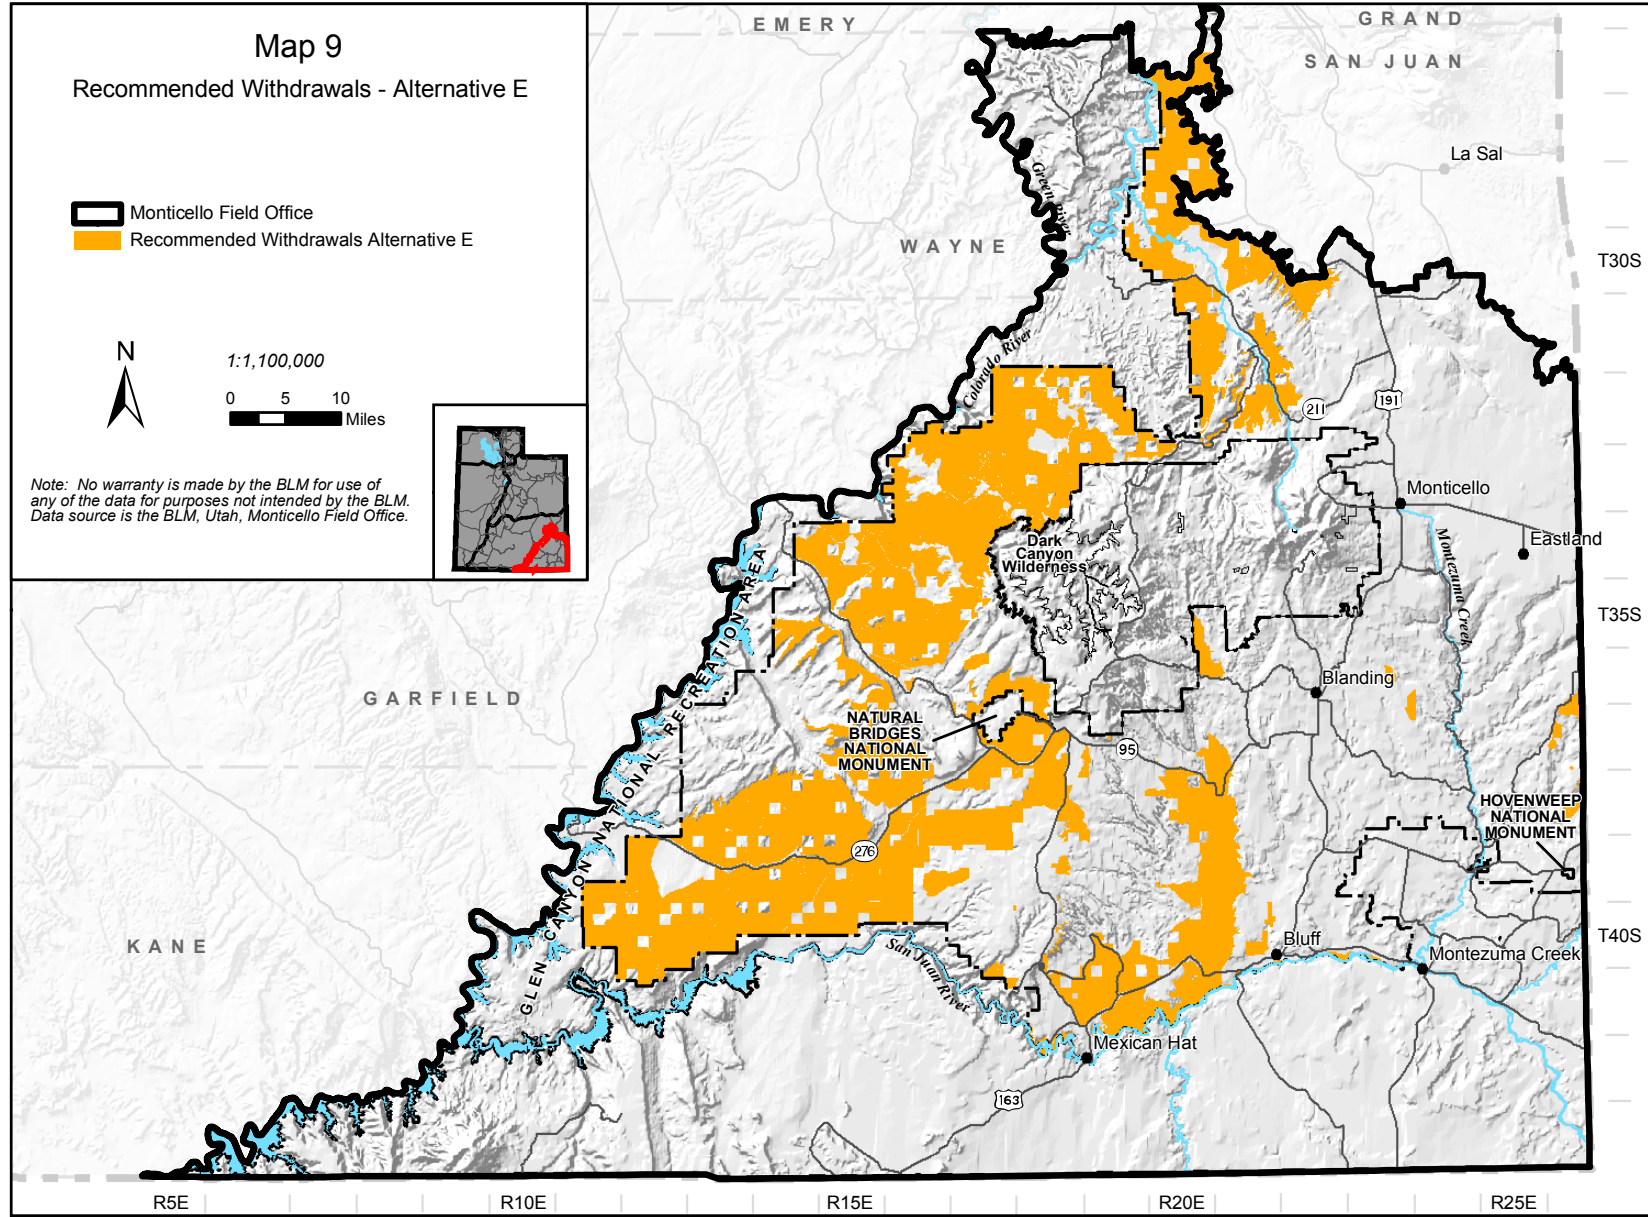 Map 9
Recommended Withdrawals - Alternative E
Monticello Field Office
Recommended Withdrawals Alternative E
N
1:1,100,000
0 5 10
Miles
Note: No warranty is made by the BLM for use of
any of the data for purposes not intended by the BLM.
Data source is the BLM, Utah, Monticello Field Office.
EMERY
GRAND
SAN JUAN
La Sal
Green River
WAYNE
T30S
Colorado River
211
191
Monticello
Eastland
Dark
Canyon
Wilderness
Montezuma Creek
T35S
GLEN CANYON NATIONAL RECREATION AREA
GARFIELD
Blanding
NATURAL
BRIDGES
NATIONAL
MONUMENT
95
HOVENWEEP
NATIONAL
MONUMENT
276
KANE
San Juan River
Bluff
T40S
Montezuma Creek
Mexican Hat
163
R5E
R10E
R15E
R20E
R25E